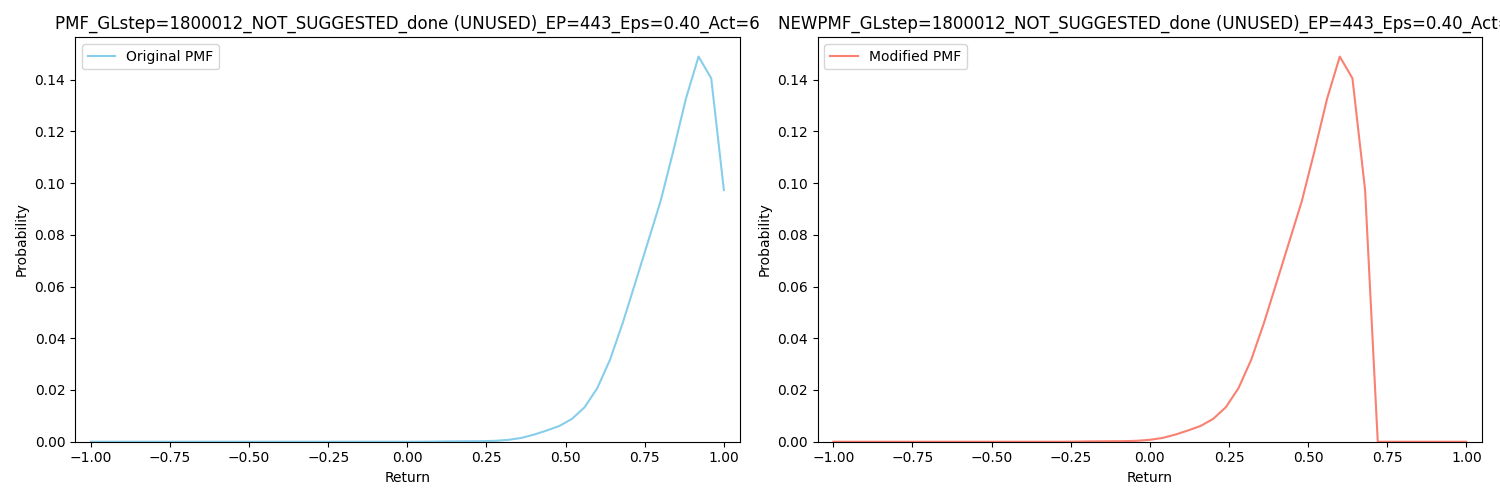 PMF_GLstep=1800012_NOT_SUGGESTED_done (UNUSED)_EP=443_Eps=0.40_Act=6
Original PMF
Probability
0.14
0.12
0.10
0.08
0.06
0.04
0.02
0.00
−1.00 −0.75 −0.50 −0.25 0.00 0.25 0.50 0.75 1.00
Return
NEWPMF_GLstep=1800012_NOT_SUGGESTED_done (UNUSED)_EP=443_Eps=0.40_Act=
Modified PMF
Probability
0.14
0.12
0.10
0.08
0.06
0.04
0.02
0.00
−1.00 −0.75 −0.50 −0.25 0.00 0.25 0.50 0.75 1.00
Return